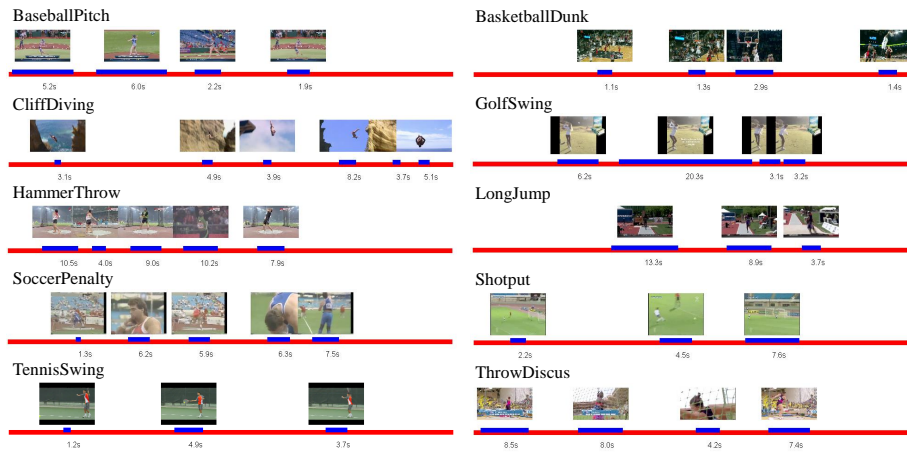 BaseballPitch
5.2s 6.0s 2.2s 1.9s
BasketballDunk
1.1s 1.3s 2.9s 1.4s
CliffDiving
3.1s 4.9s 3.9s 8.2s 3.7s 5.1s
GolfSwing
6.2s 20.3s 3.1s 3.2s
HammerThrow
10.5s 4.0s 9.0s 10.2s 7.9s
LongJump
13.3s 8.9s 3.7s
SoccerPenalty
1.3s 6.2s 5.9s 6.3s 7.5s
Shotput
2.2s 4.5s 7.6s
TennisSwing
1.2s 4.9s 3.7s
ThrowDiscus
8.5s 8.0s 4.2s 7.4s